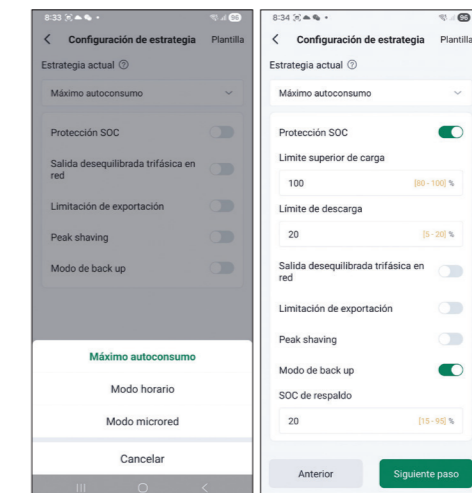 8:33
96
Configuración de estrategia Plantilla
Estrategia actual
Máximo autoconsumo
Protección SOC
Salida desequilibrada trifásica en
red
Limitación de exportación
Peak shaving
Modo de back up
Máximo autoconsumo
Modo horario
Modo microred
Cancelar
8:34
96
Configuración de estrategia Plantilla
Estrategia actual
Máximo autoconsumo
Protección SOC
Limite superior de carga
100 [80 - 100] %
Límite de descarga
20 [5 - 20] %
Salida desequilibrada trifásica en
red
Limitación de exportación
Peak shaving
Modo de back up
SOC de respaldo
20 [15 - 95] %
Anterior Siguiente paso